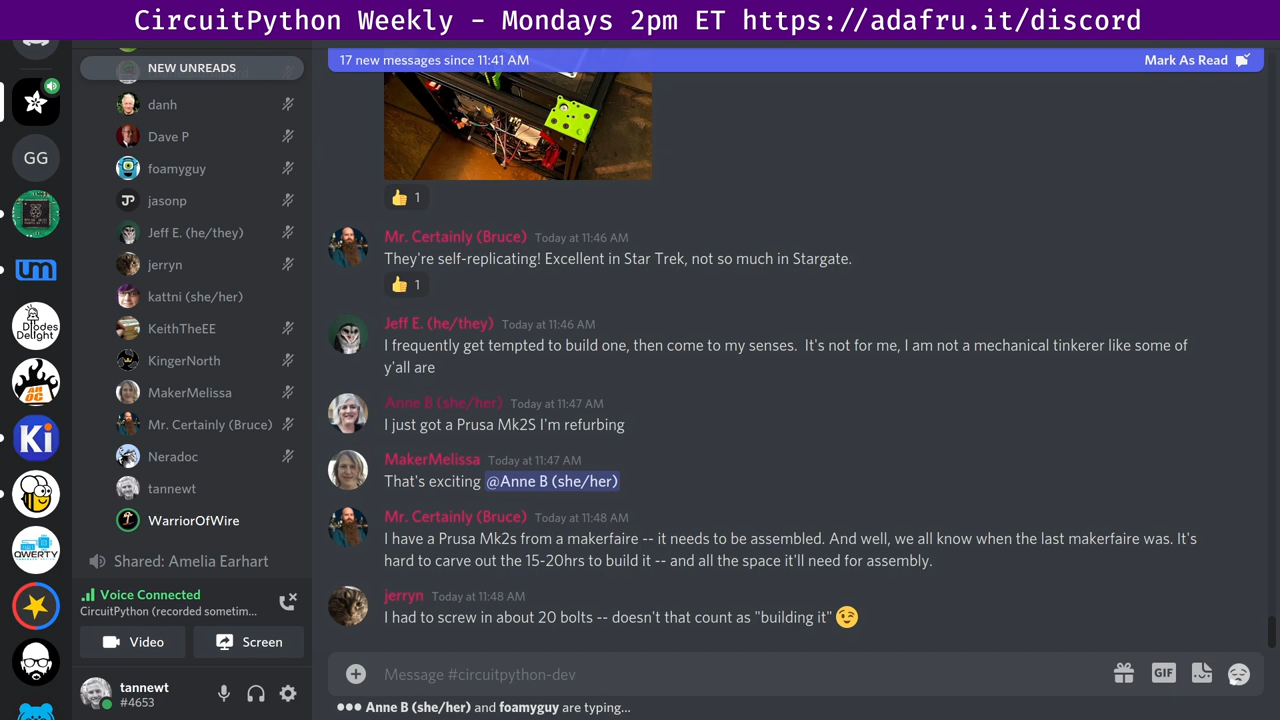 CircuitPython Weekly - Mondays 2pm ET https://adafru.it/discord
NEW UNREADS
danh
Dave P
foamyguy
jasonp
Jeff E. (he/they)
jerryn
kattni (she/her)
KeithTheEE
KingerNorth
MakerMelissa
Mr. Certainly (Bruce)
Neradoc
tannewt
WarriorOfWire
Shared: Amelia Earhart
Voice Connected
CircuitPython (recorded sometim...
Video
Screen
tannewt
#4653
GG
um
Diodes
Delight
AH
OC
Ki
QWERTY
JP
17 new messages since 11:41 AM
Mark As Read
1
Mr. Certainly (Bruce) Today at 11:46 AM
They're self-replicating! Excellent in Star Trek, not so much in Stargate.
1
Jeff E. (he/they) Today at 11:46 AM
I frequently get tempted to build one, then come to my senses. It's not for me, I am not a mechanical tinkerer like some of
y'all are
Anne B (she/her) Today at 11:47 AM
I just got a Prusa Mk2S I'm refurbing
MakerMelissa Today at 11:47 AM
That's exciting @Anne B (she/her)
Mr. Certainly (Bruce) Today at 11:48 AM
I have a Prusa Mk2s from a makerfaire -- it needs to be assembled. And well, we all know when the last makerfaire was. It's
hard to carve out the 15-20hrs to build it -- and all the space it'll need for assembly.
jerryn Today at 11:48 AM
I had to screw in about 20 bolts -- doesn't that count as "building it"
Message #circuitpython-dev
GIF
Anne B (she/her) and foamyguy are typing...